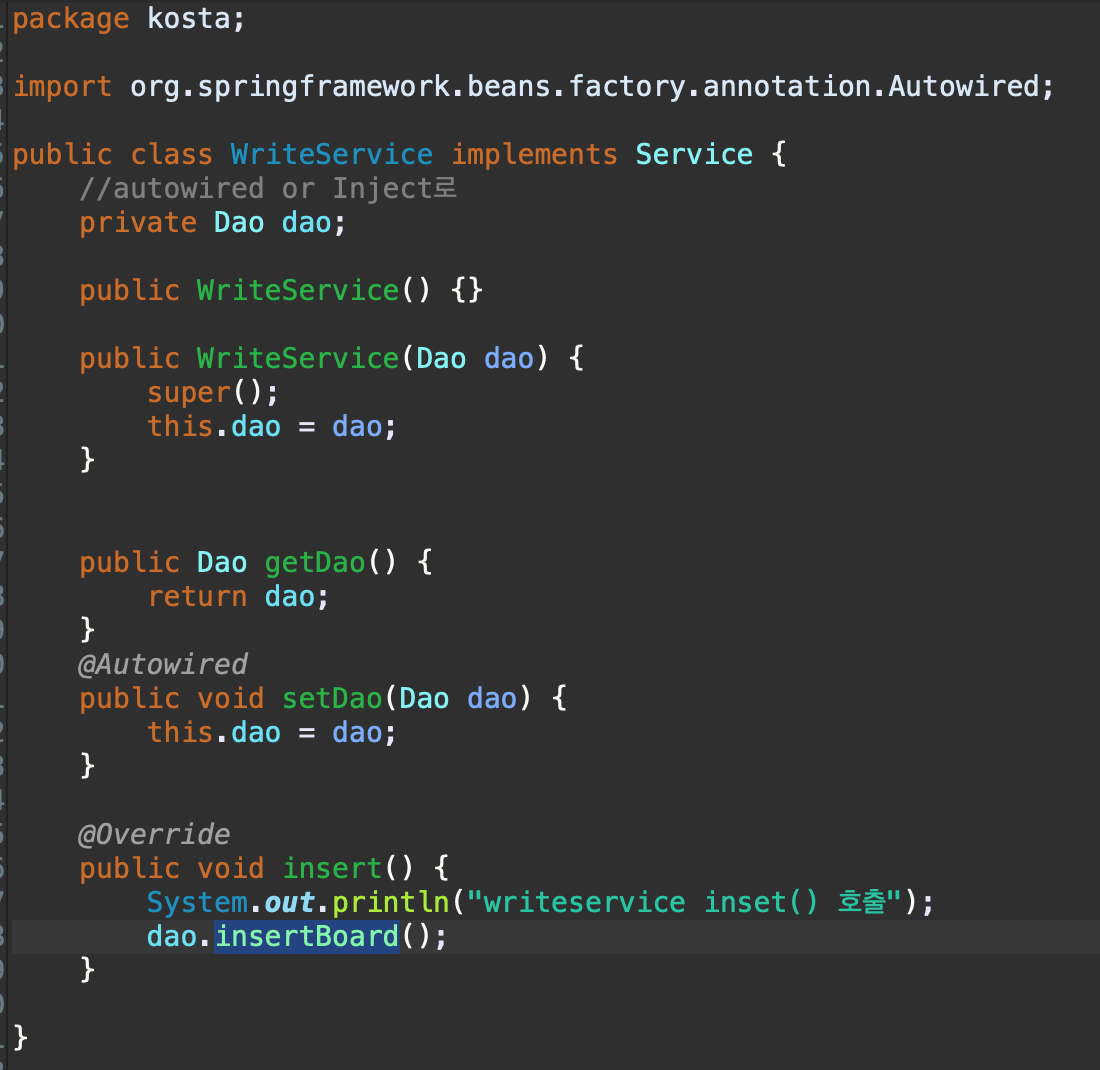 package kosta;
import org.springframework.beans.factory.annotation.Autowired;
public class WriteService implements Service {
//autowired or Inject로
private Dao dao;
public WriteService() {}
public WriteService(Dao dao) {
super();
this.dao = dao;
}
public Dao getDao() {
return dao;
}
@Autowired
public void setDao(Dao dao) {
this.dao = dao;
}
@Override
public void insert() {
System.out.println("writeservice inset() 호출");
dao.insertBoard();
}
}